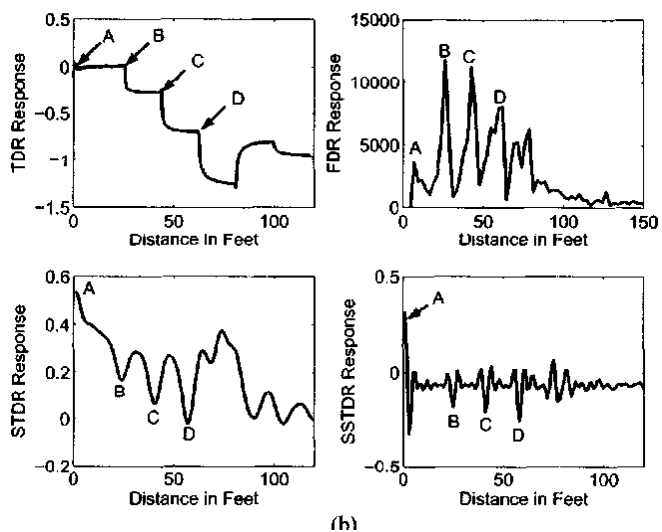 0.5
0
−0.5
−1
−1.5
TDR Response
A
B
C
D
0
50
100
Distance in Feet
15000
10000
5000
0
FDR Response
A
B
C
D
0
50
100
150
Distance in Feet
0.6
0.4
0.2
0
−0.2
STDR Response
A
B
C
D
0
50
100
Distance in Feet
0.5
0
−0.5
SSTDR Response
A
B
C
D
0
50
100
Distance in Feet
(b)